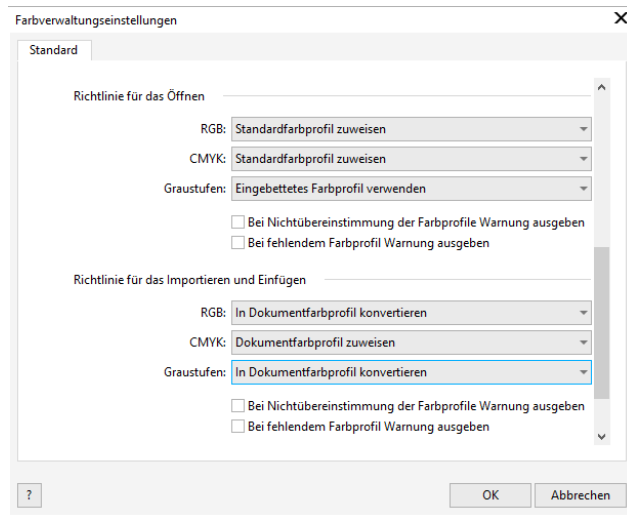 Farbverwaltungseinstellungen
Standard
Richtlinie für das Öffnen
RGB: Standardfarbprofil zuweisen
CMYK: Standardfarbprofil zuweisen
Graustufen: Eingebettetes Farbprofil verwenden
Bei Nichtübereinstimmung der Farbprofile Warnung ausgeben
Bei fehlendem Farbprofil Warnung ausgeben
Richtlinie für das Importieren und Einfügen
RGB: In Dokumentfarbprofil konvertieren
CMYK: Dokumentfarbprofil zuweisen
Graustufen: In Dokumentfarbprofil konvertieren
Bei Nichtübereinstimmung der Farbprofile Warnung ausgeben
Bei fehlendem Farbprofil Warnung ausgeben
? OK Abbrechen